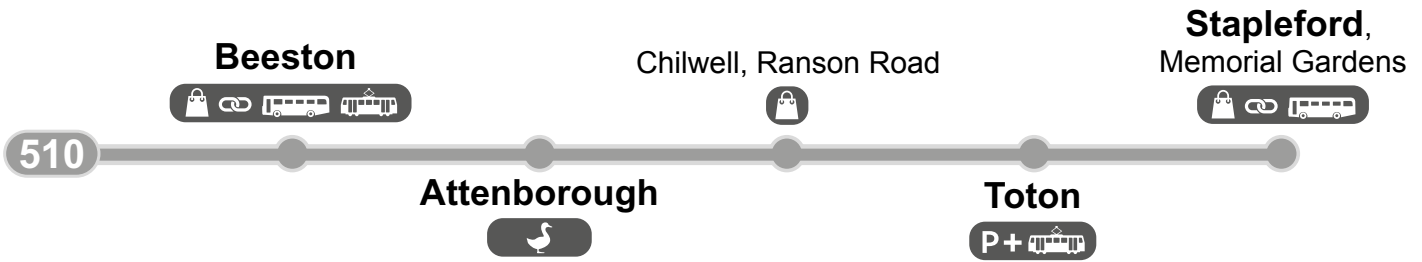 510
Beeston
Attenborough
Chilwell, Ranson Road
Toton
P+
Stapleford,
Memorial Gardens